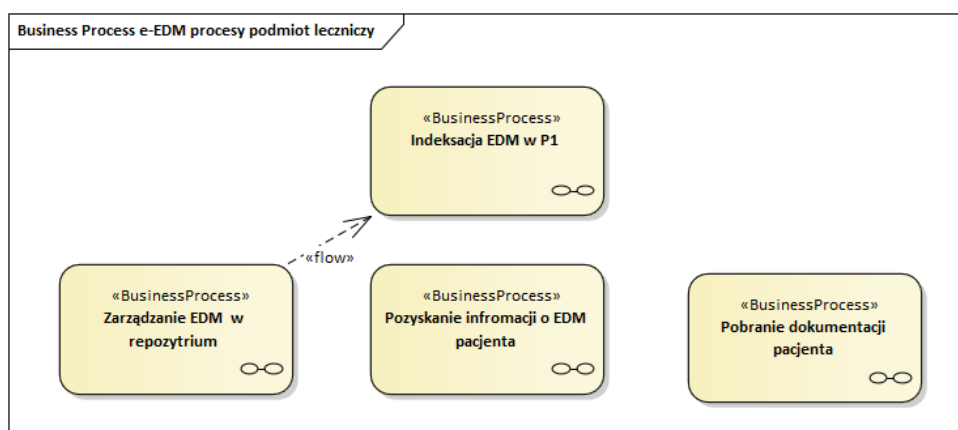 Business Process e-EDM procesy podmiot leczniczy
«BusinessProcess»
Indeksacja EDM w P1
«flow»
«BusinessProcess»
Zarządzanie EDM w
repozytrium
«BusinessProcess»
Pozyskanie infromacji o EDM
pacjenta
«BusinessProcess»
Pobranie dokumentacji
pacjenta